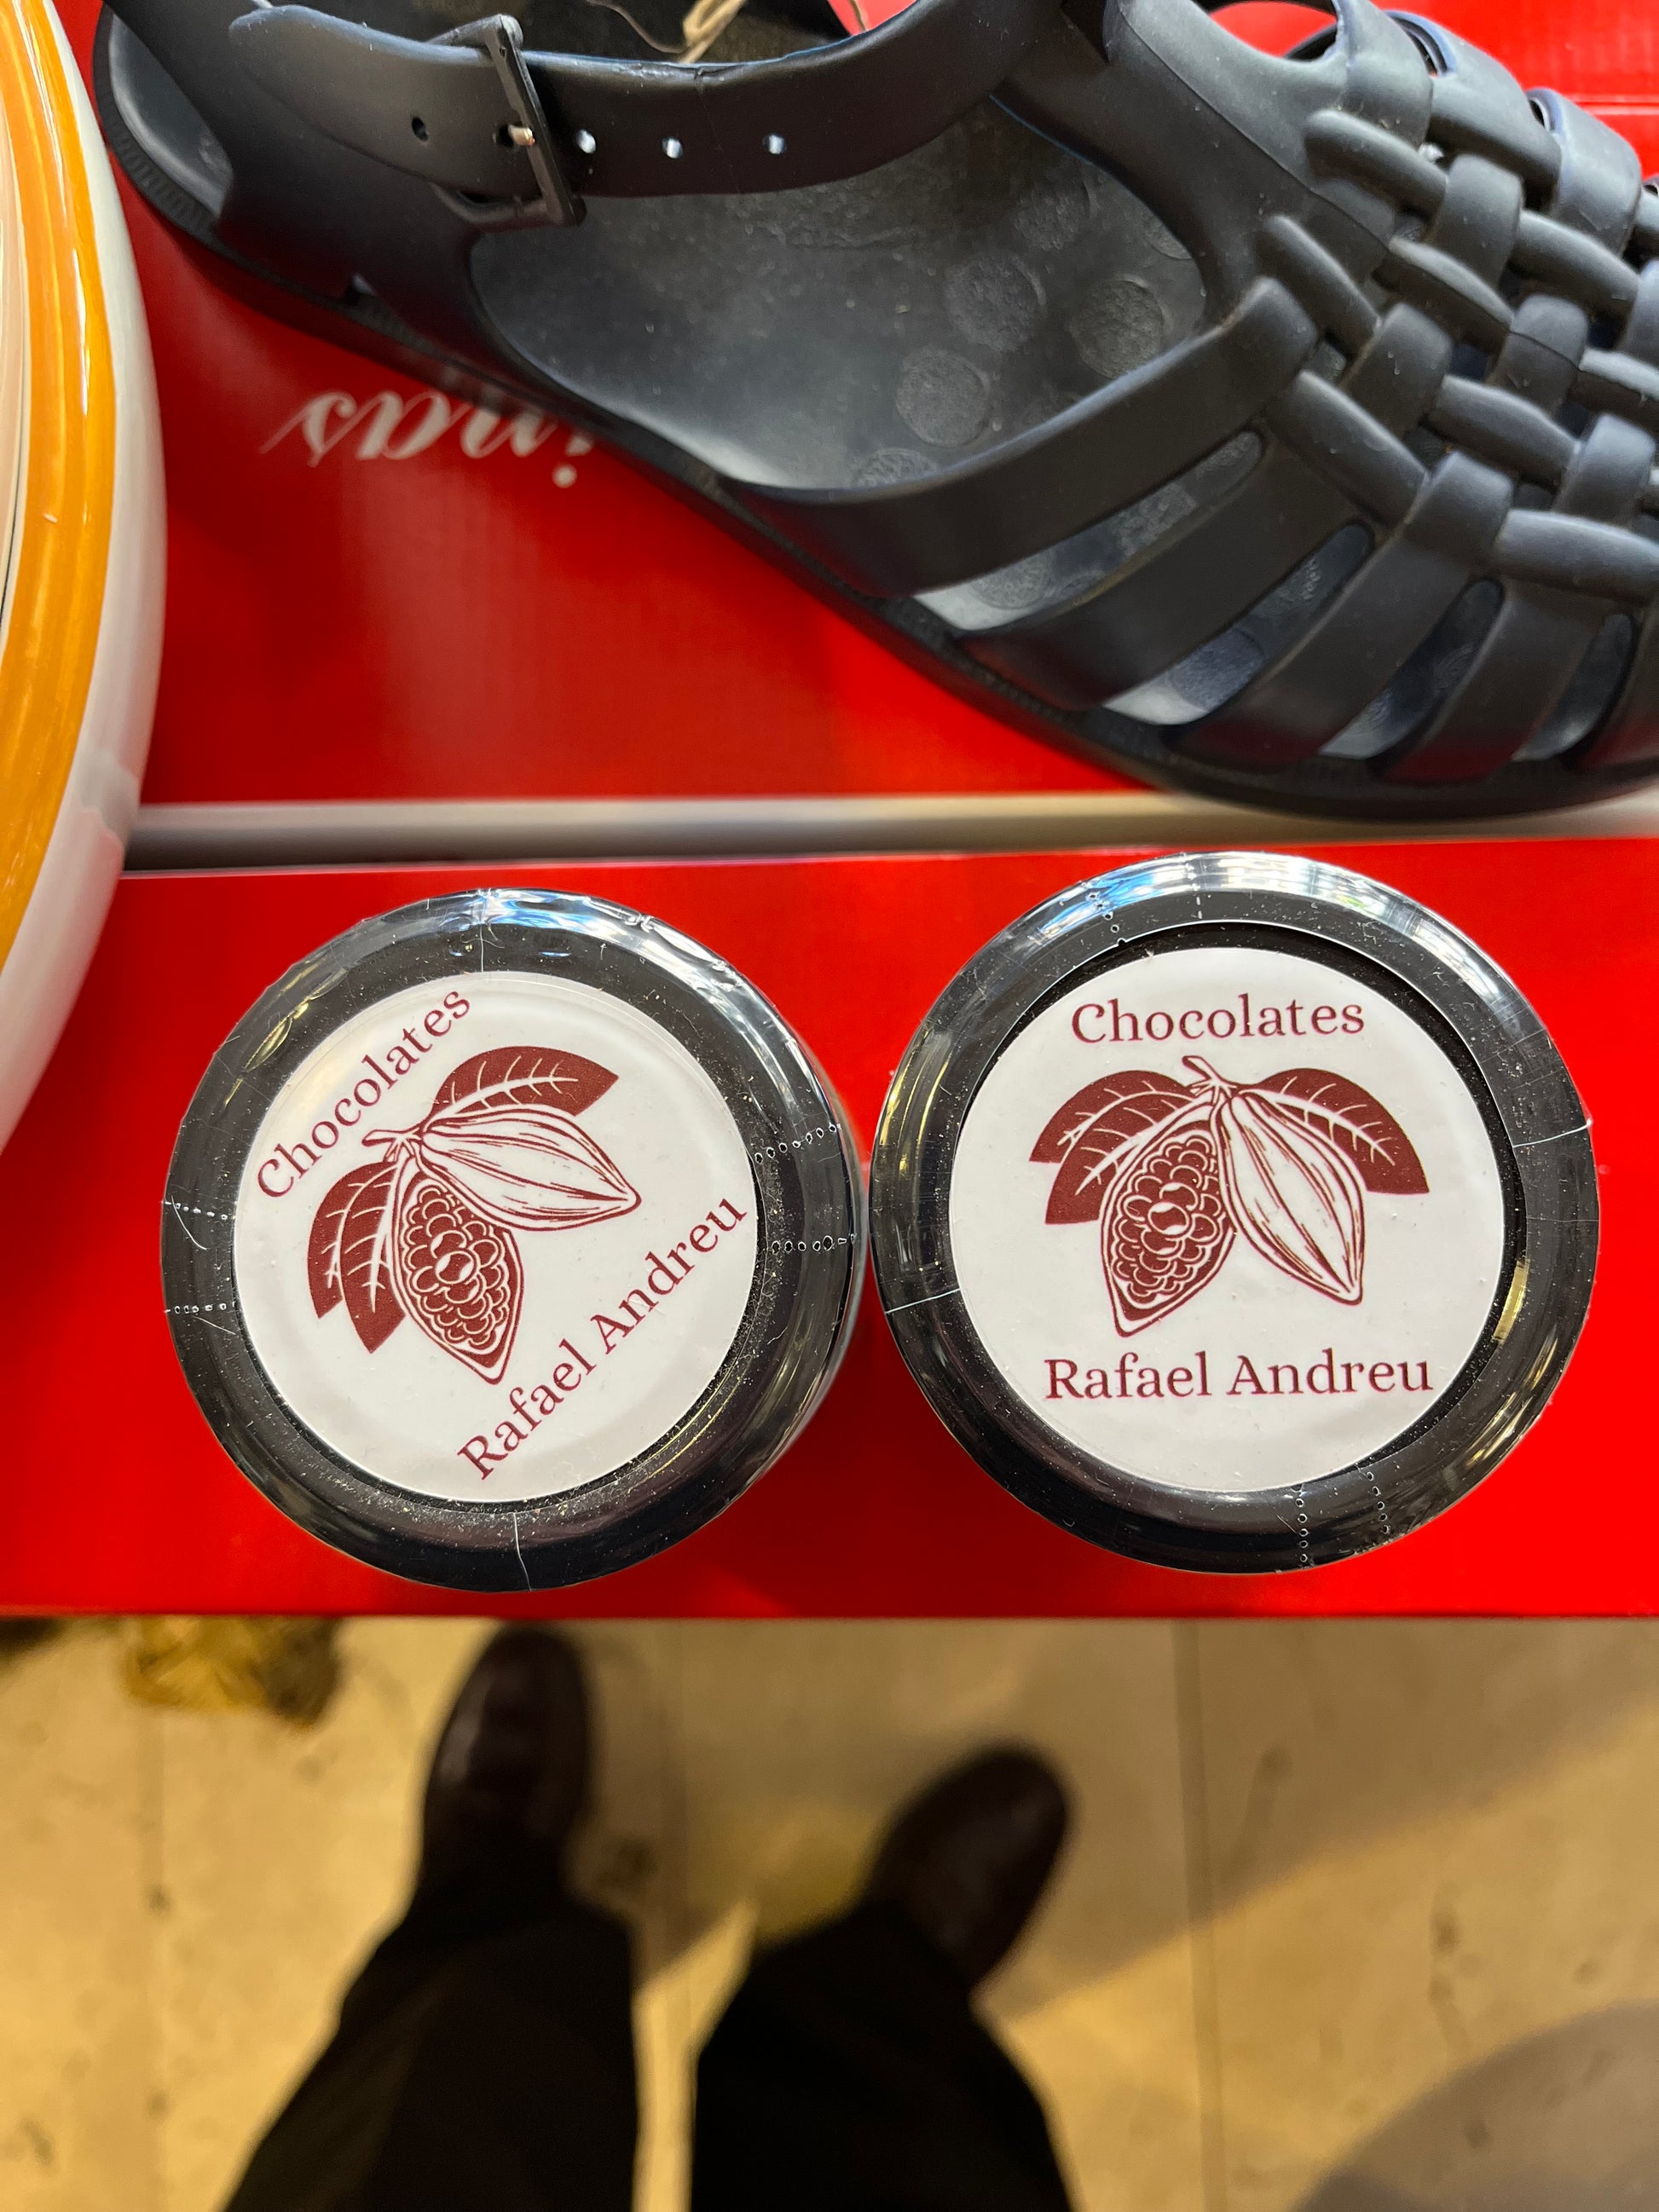 Chocolates
Rafael Andreu
Chocolates
Rafael Andreu